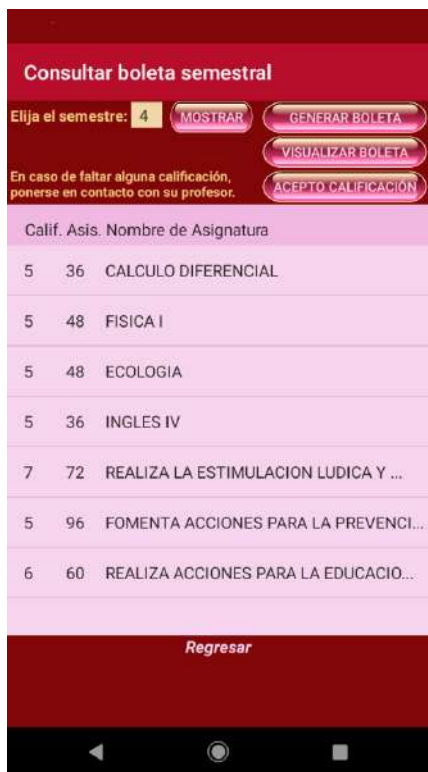 Consultar boleta semestral
Elija el semestre: 4 MOSTRAR GENERAR BOLETA
VISUALIZAR BOLETA
En caso de faltar alguna calificación,
ponerse en contacto con su profesor. ACEPTO CALIFICACIÓN
Calif. Asis. Nombre de Asignatura
5 36 CALCULO DIFERENCIAL
5 48 FISICA I
5 48 ECOLOGIA
5 36 INGLES IV
7 72 REALIZA LA ESTIMULACION LUDICA Y ...
5 96 FOMENTA ACCIONES PARA LA PREVENCI...
6 60 REALIZA ACCIONES PARA LA EDUCACIO...
Regresar